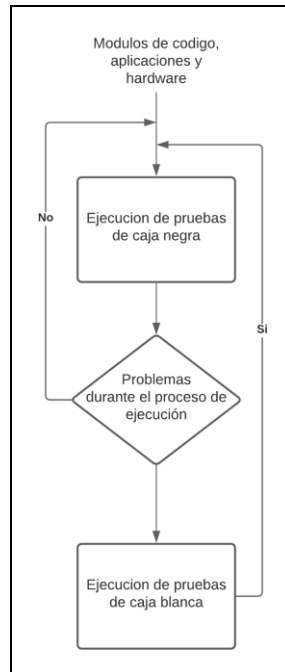 Modulos de codigo,
aplicaciones y
hardware
No
Ejecucion de pruebas
de caja negra
Si
Problemas
durante el proceso de
ejecución
Ejecucion de pruebas
de caja blanca